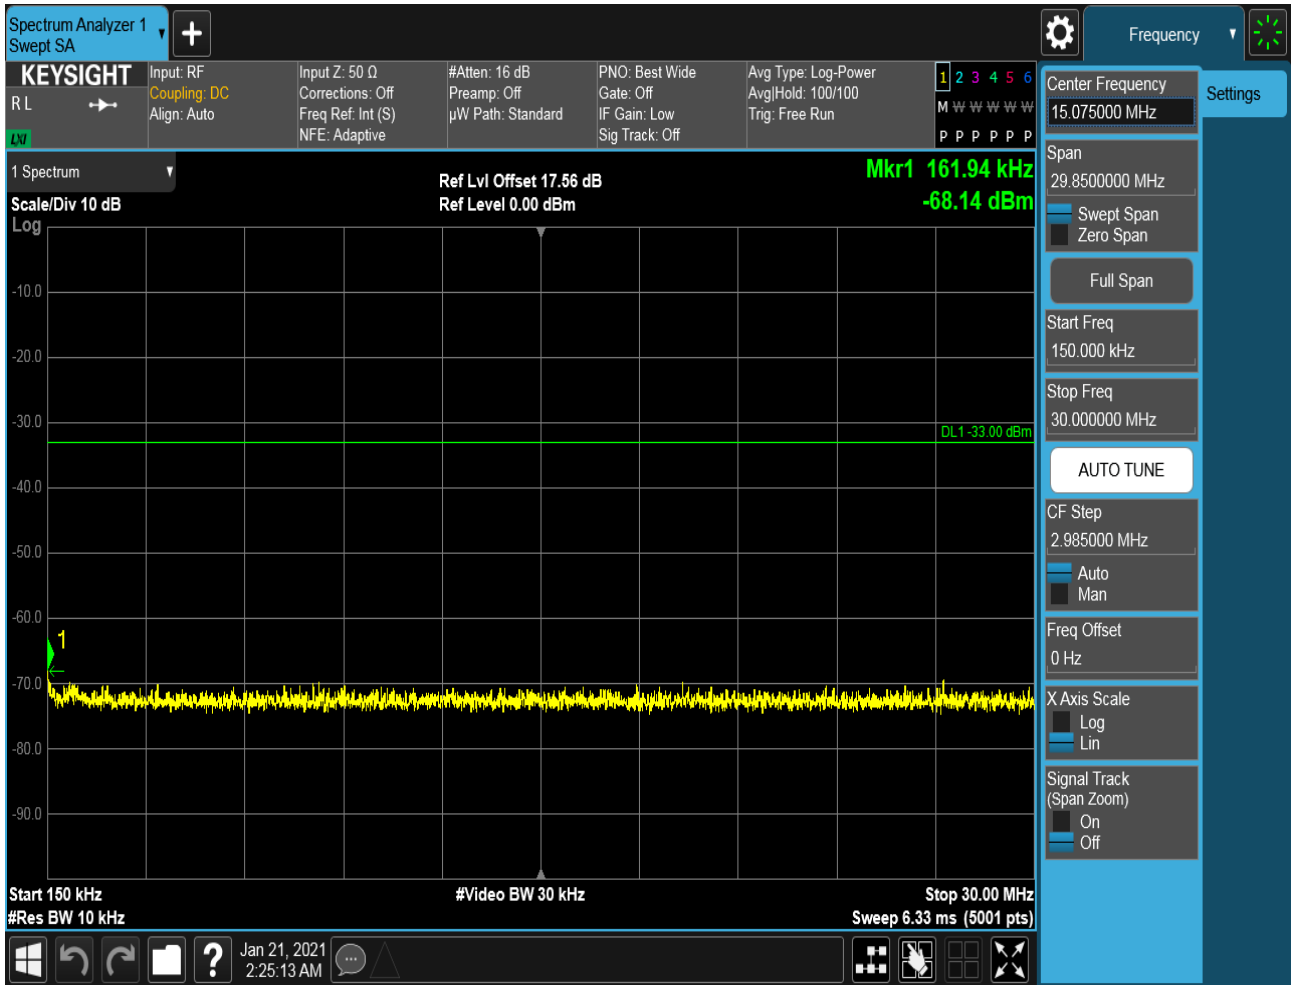 Spectrum Analyzer 1
Swept SA
Frequency
KEYSIGHT
R L
LXI
Input: RF
Coupling: DC
Align: Auto
Input Z: 50 Ω
Corrections: Off
Freq Ref: Int (S)
NFE: Adaptive
#Atten: 16 dB
Preamp: Off
µW Path: Standard
PNO: Best Wide
Gate: Off
IF Gain: Low
Sig Track: Off
Avg Type: Log-Power
Avg|Hold: 100/100
Trig: Free Run
1 2 3 4 5 6
M W W W W W
P P P P P P
1 Spectrum
Scale/Div 10 dB
Log
Ref Lvl Offset 17.56 dB
Ref Level 0.00 dBm
Mkr1 161.94 kHz
-68.14 dBm
-10.0
-20.0
-30.0
DL1 -33.00 dBm
-40.0
-50.0
-60.0
1
-70.0
-80.0
-90.0
Start 150 kHz
#Video BW 30 kHz
Stop 30.00 MHz
#Res BW 10 kHz
Sweep 6.33 ms (5001 pts)
Jan 21, 2021
2:25:13 AM
Center Frequency
15.075000 MHz
Settings
Span
29.8500000 MHz
Swept Span
Zero Span
Full Span
Start Freq
150.000 kHz
Stop Freq
30.000000 MHz
AUTO TUNE
CF Step
2.985000 MHz
Auto
Man
Freq Offset
0 Hz
X Axis Scale
Log
Lin
Signal Track
(Span Zoom)
On
Off